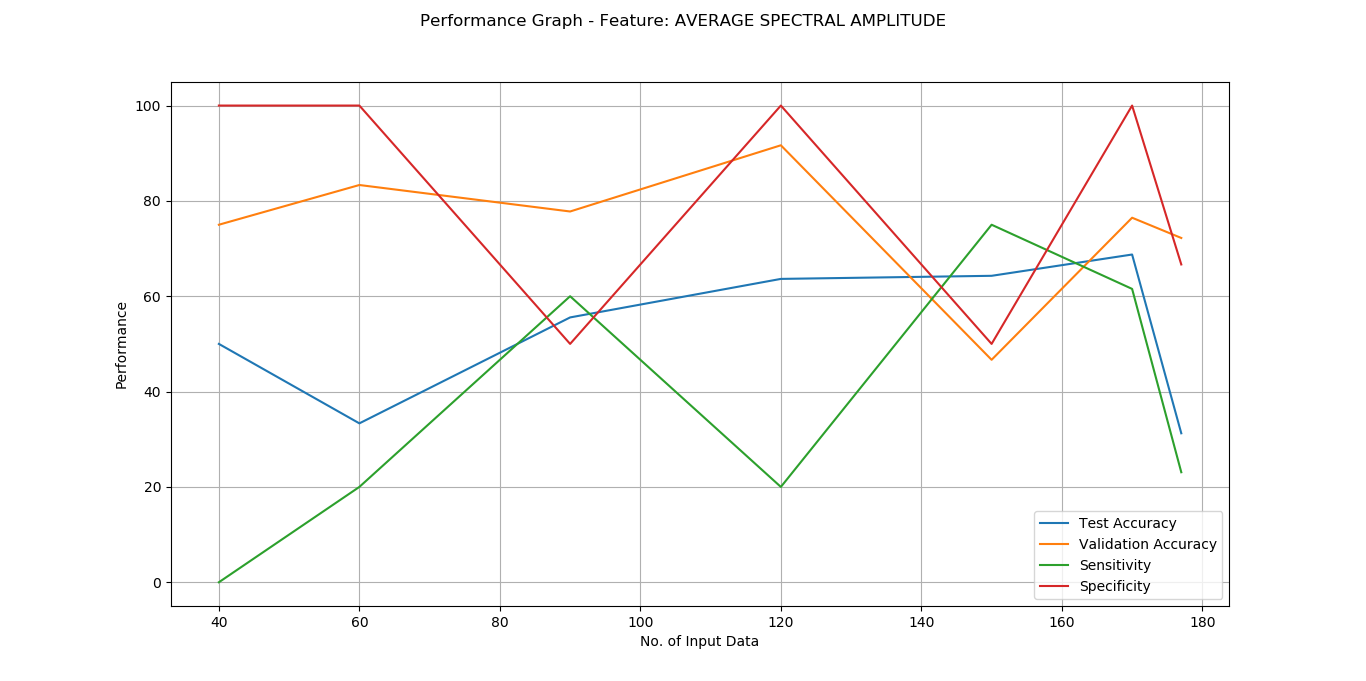 Performance Graph - Feature: AVERAGE SPECTRAL AMPLITUDE
100
80
60
40
20
0
Performance
40 60 80 100 120 140 160 180
No. of Input Data
Test Accuracy
Validation Accuracy
Sensitivity
Specificity